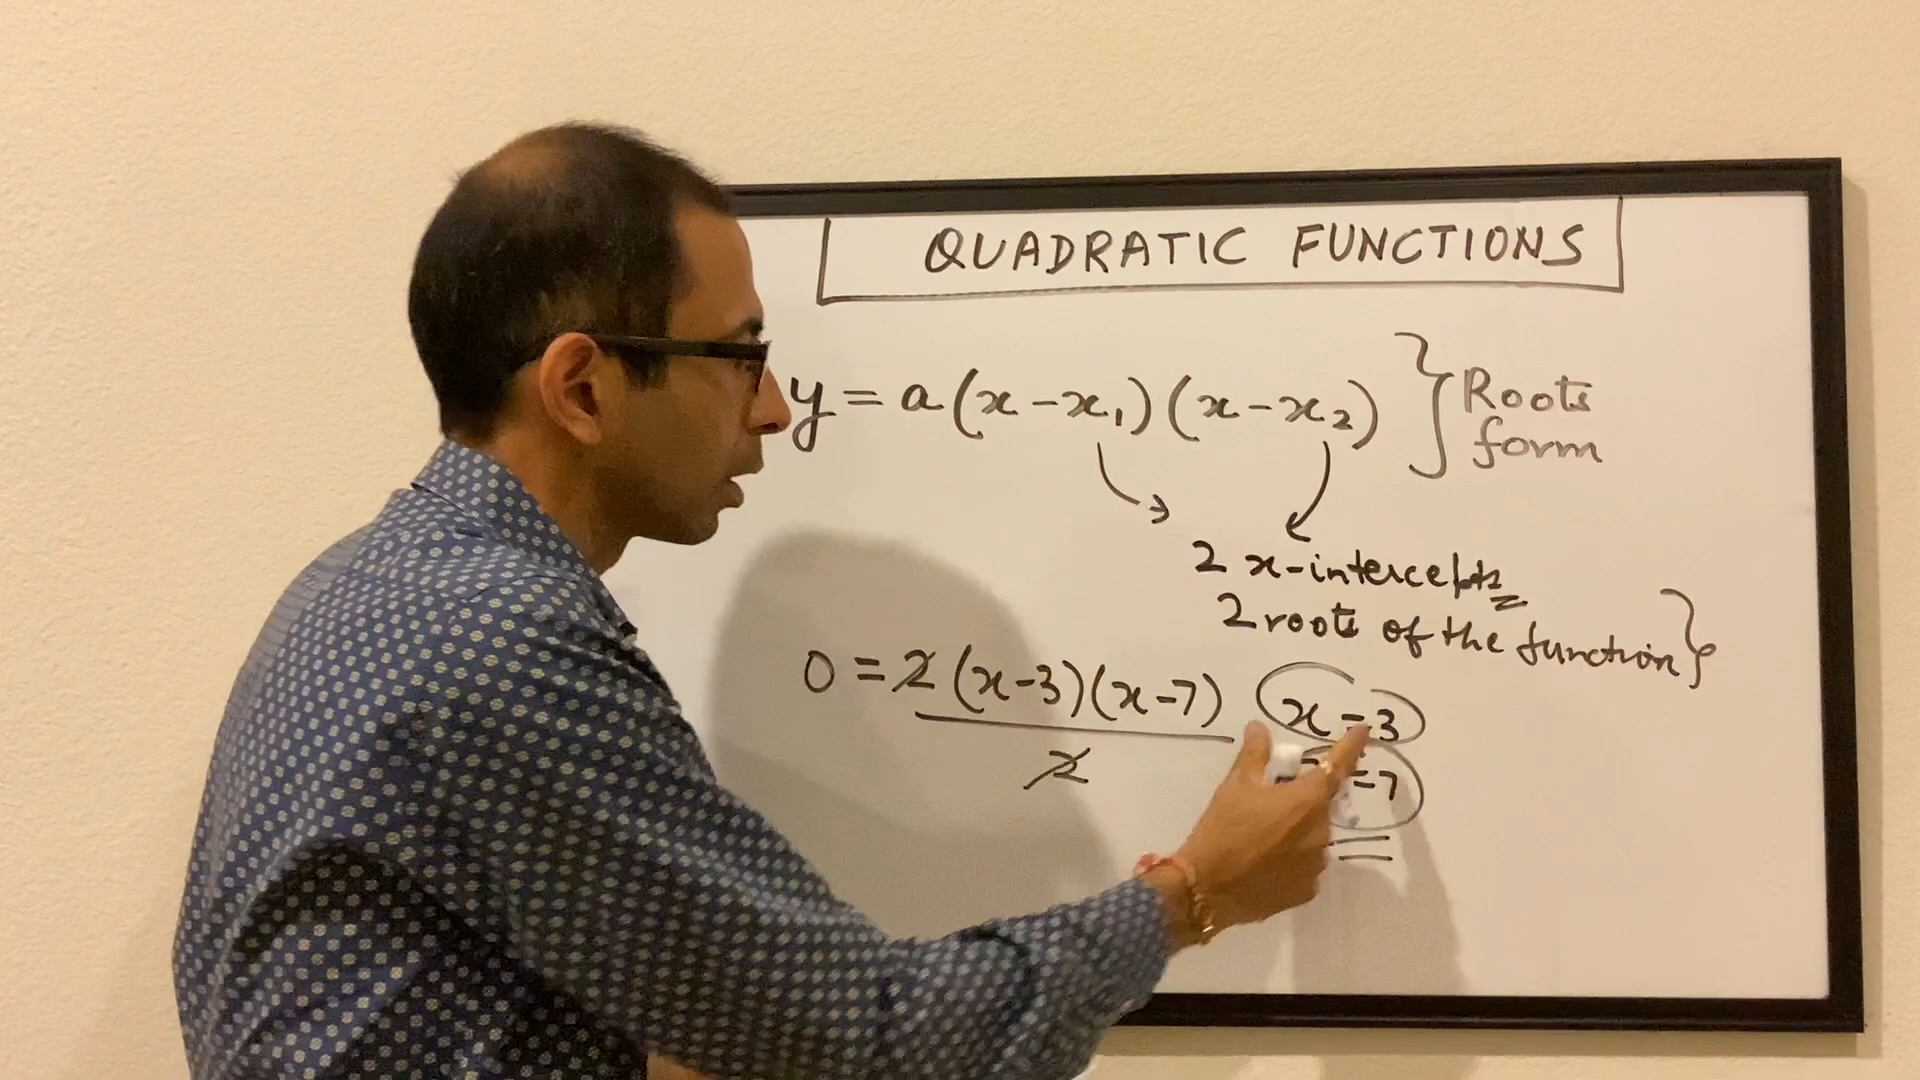 QUADRATIC FUNCTIONS
y = a(x-x₁)(x-x₂) } Roots form
2 x-intercepts
2 roots of the function }
0 = 2(x-3)(x-7)
2
x=3
=7